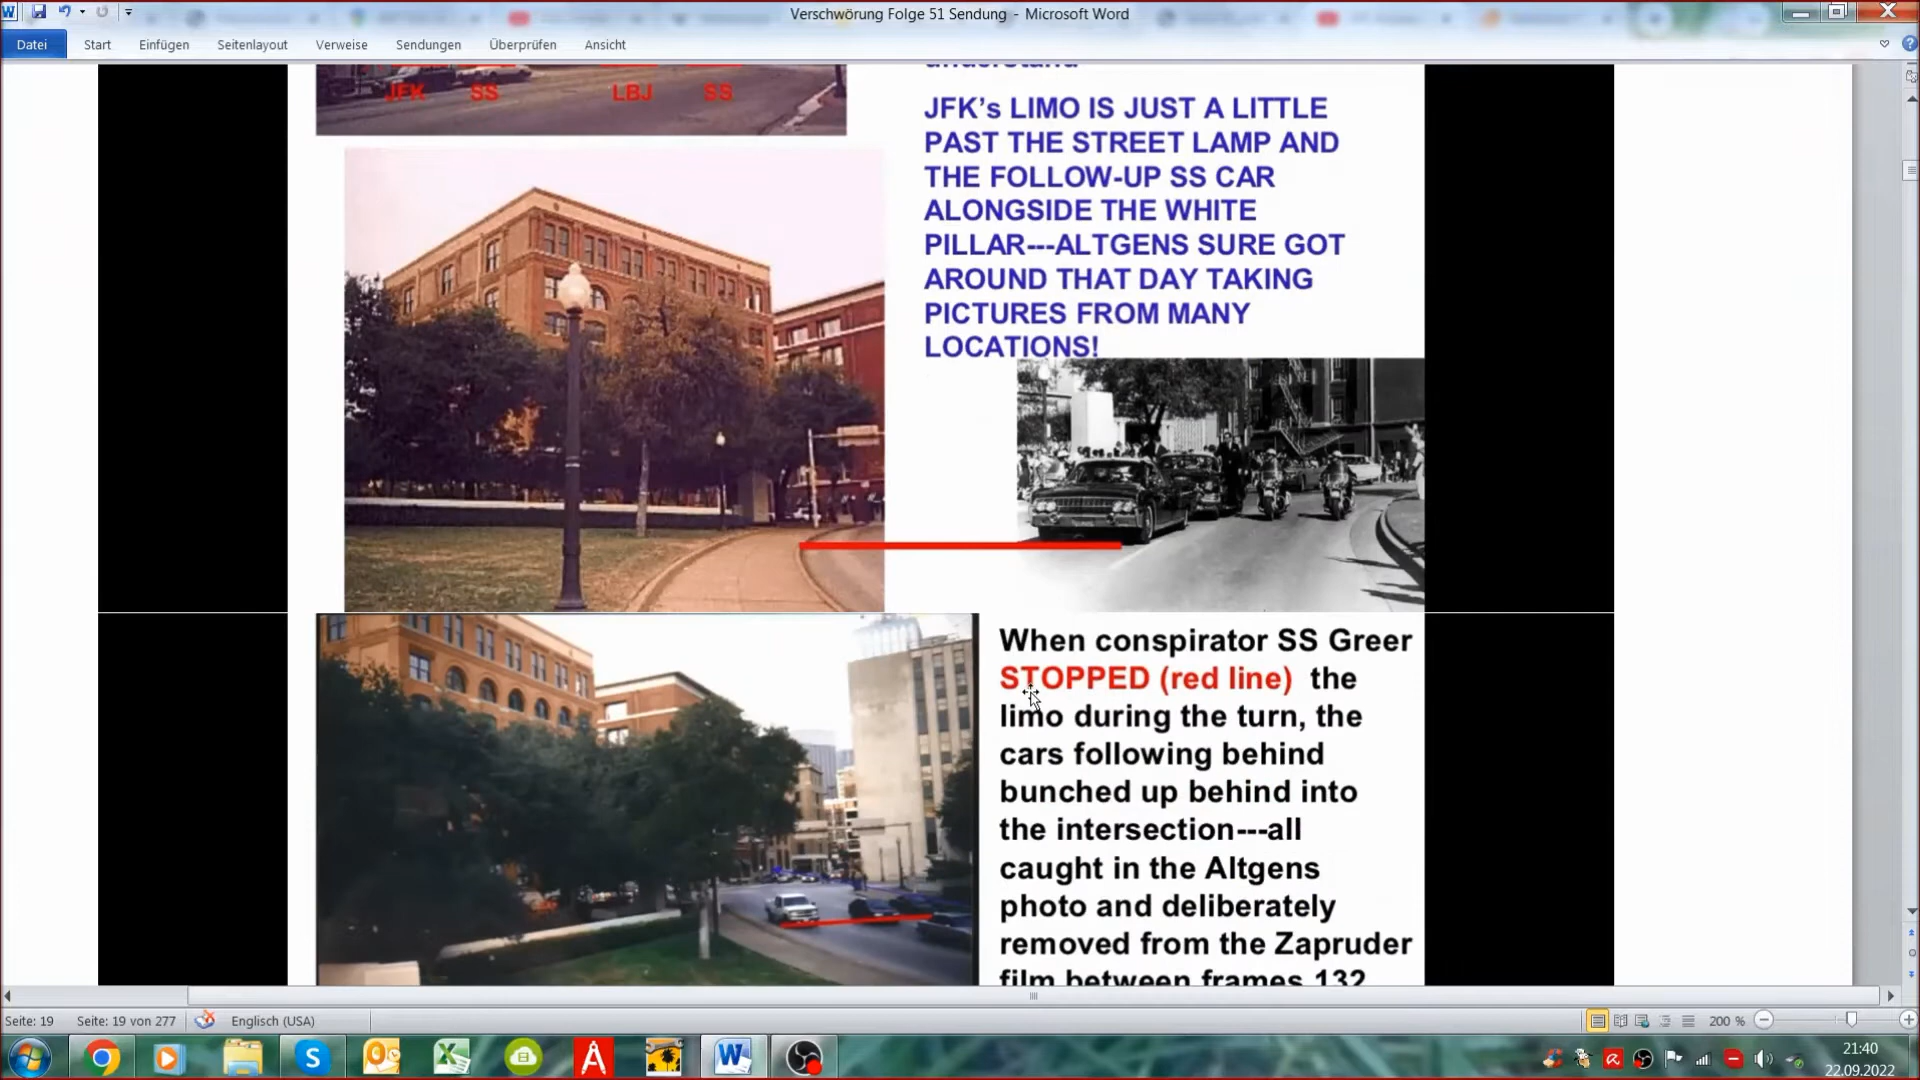 Verschwörung Folge 51 Sendung - Microsoft Word
Datei Start Einfügen Seitenlayout Verweise Sendungen Überprüfen Ansicht
understand
JFK SS LBJ SS
JFK’s LIMO IS JUST A LITTLE
PAST THE STREET LAMP AND
THE FOLLOW-UP SS CAR
ALONGSIDE THE WHITE
PILLAR---ALTGENS SURE GOT
AROUND THAT DAY TAKING
PICTURES FROM MANY
LOCATIONS!
When conspirator SS Greer
STOPPED (red line) the
limo during the turn, the
cars following behind
bunched up behind into
the intersection---all
caught in the Altgens
photo and deliberately
removed from the Zapruder
film between frames 132
Seite: 19 Seite: 19 von 277 Englisch (USA) 200 %
21:40
22.09.2022